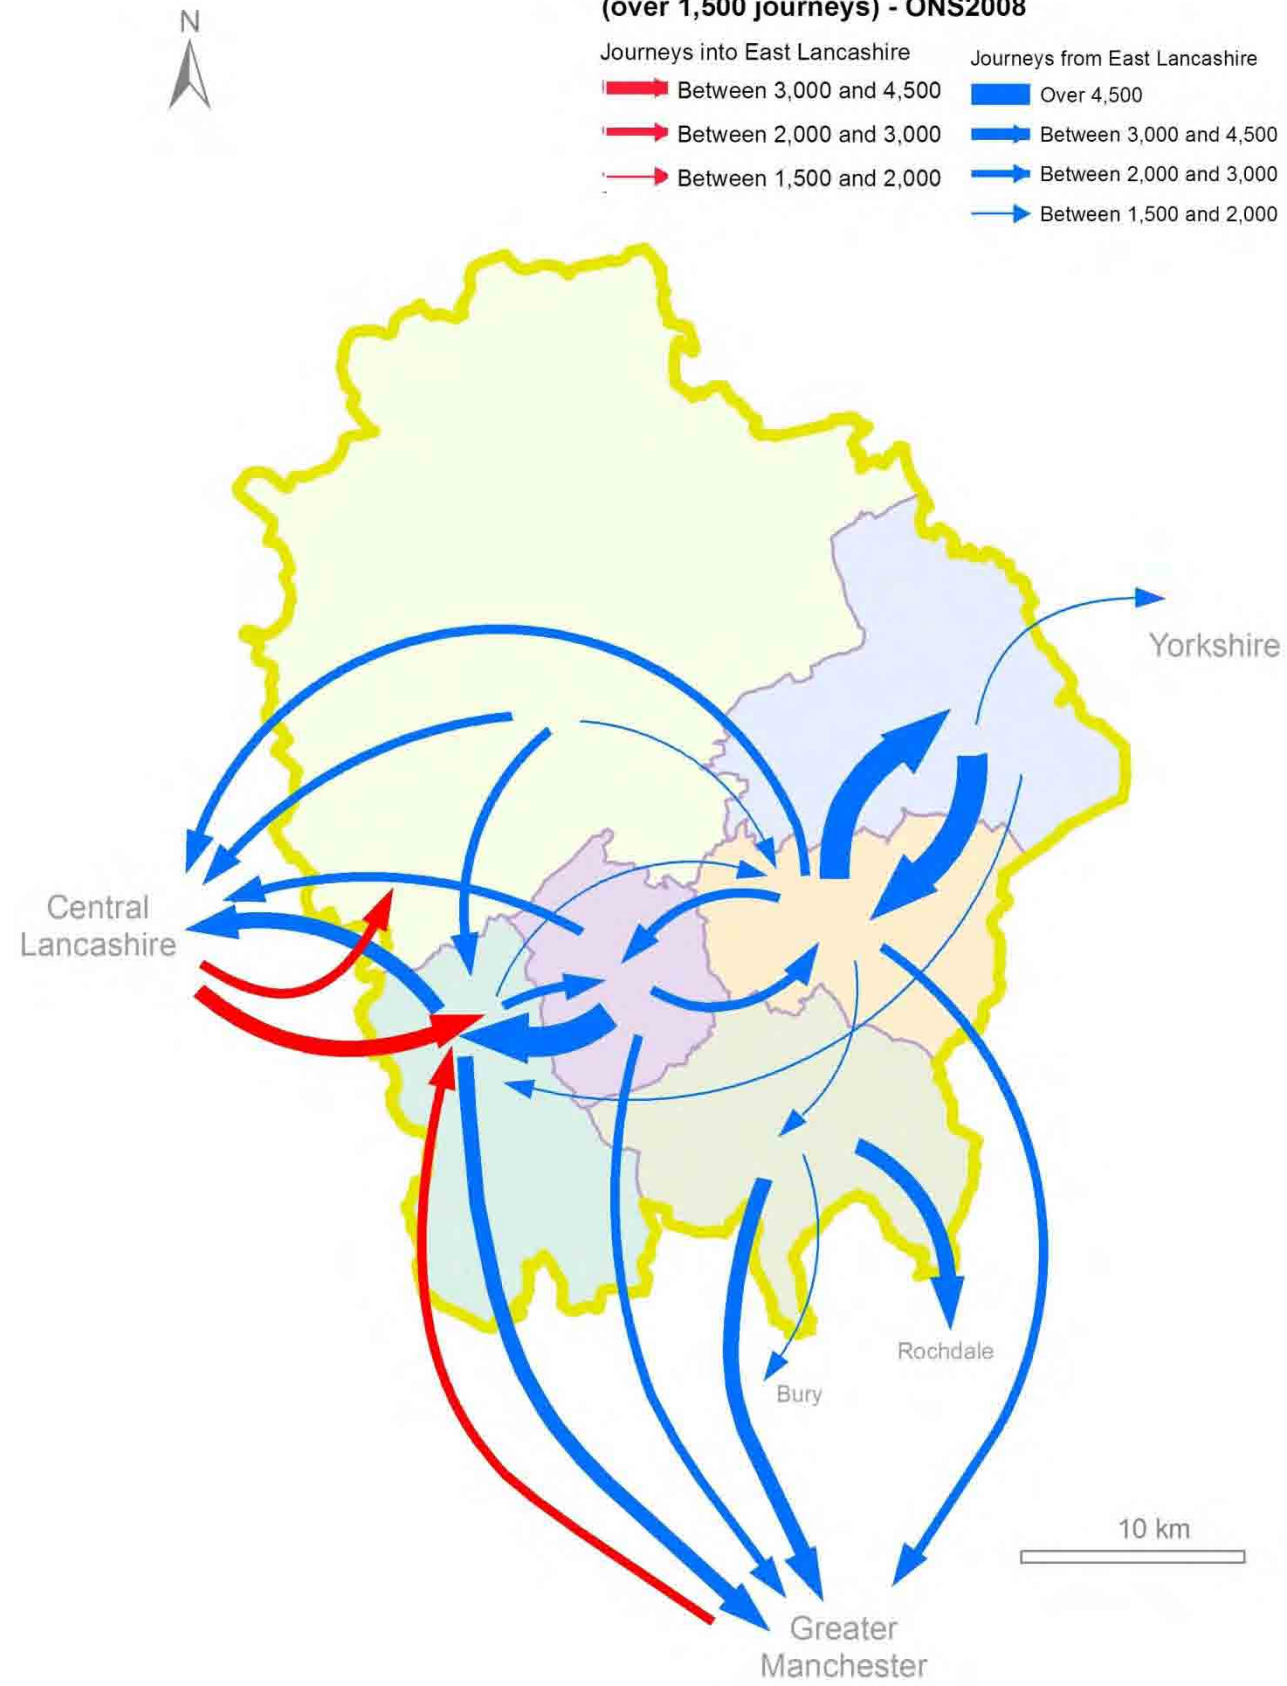 (over 1,500 journeys) - ONS2008
N
Journeys into East Lancashire
Between 3,000 and 4,500
Between 2,000 and 3,000
Between 1,500 and 2,000
Journeys from East Lancashire
Over 4,500
Between 3,000 and 4,500
Between 2,000 and 3,000
Between 1,500 and 2,000
Yorkshire
Central
Lancashire
Rochdale
Bury
10 km
Greater
Manchester